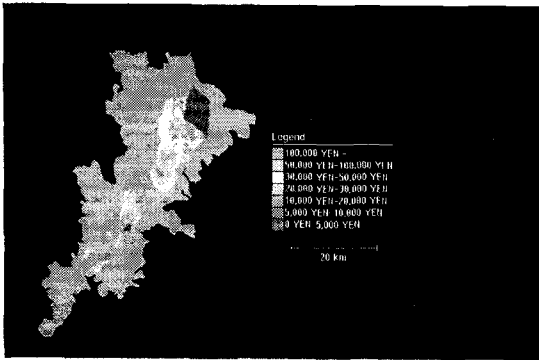 Legend
100,000 YEN -
50,000 YEN-100,000 YEN
30,000 YEN-50,000 YEN
20,000 YEN-30,000 YEN
10,000 YEN-20,000 YEN
5,000 YEN-10,000 YEN
0 YEN-5,000 YEN
20 km